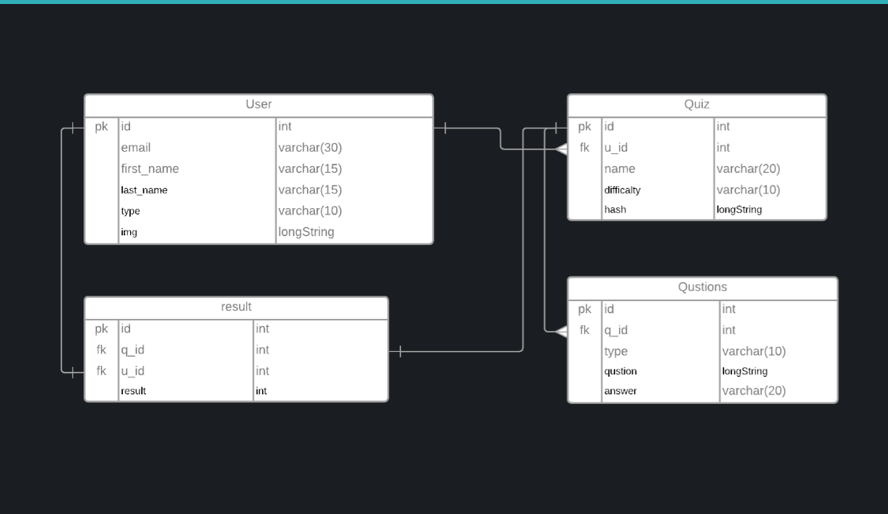 User
pk id int
email varchar(30)
first_name varchar(15)
last_name varchar(15)
type varchar(10)
img longString
Quiz
pk id int
fk u_id int
name varchar(20)
difficalty varchar(10)
hash longString
result
pk id int
fk q_id int
fk u_id int
result int
Qustions
pk id int
fk q_id int
type varchar(10)
qustion longString
answer varchar(20)